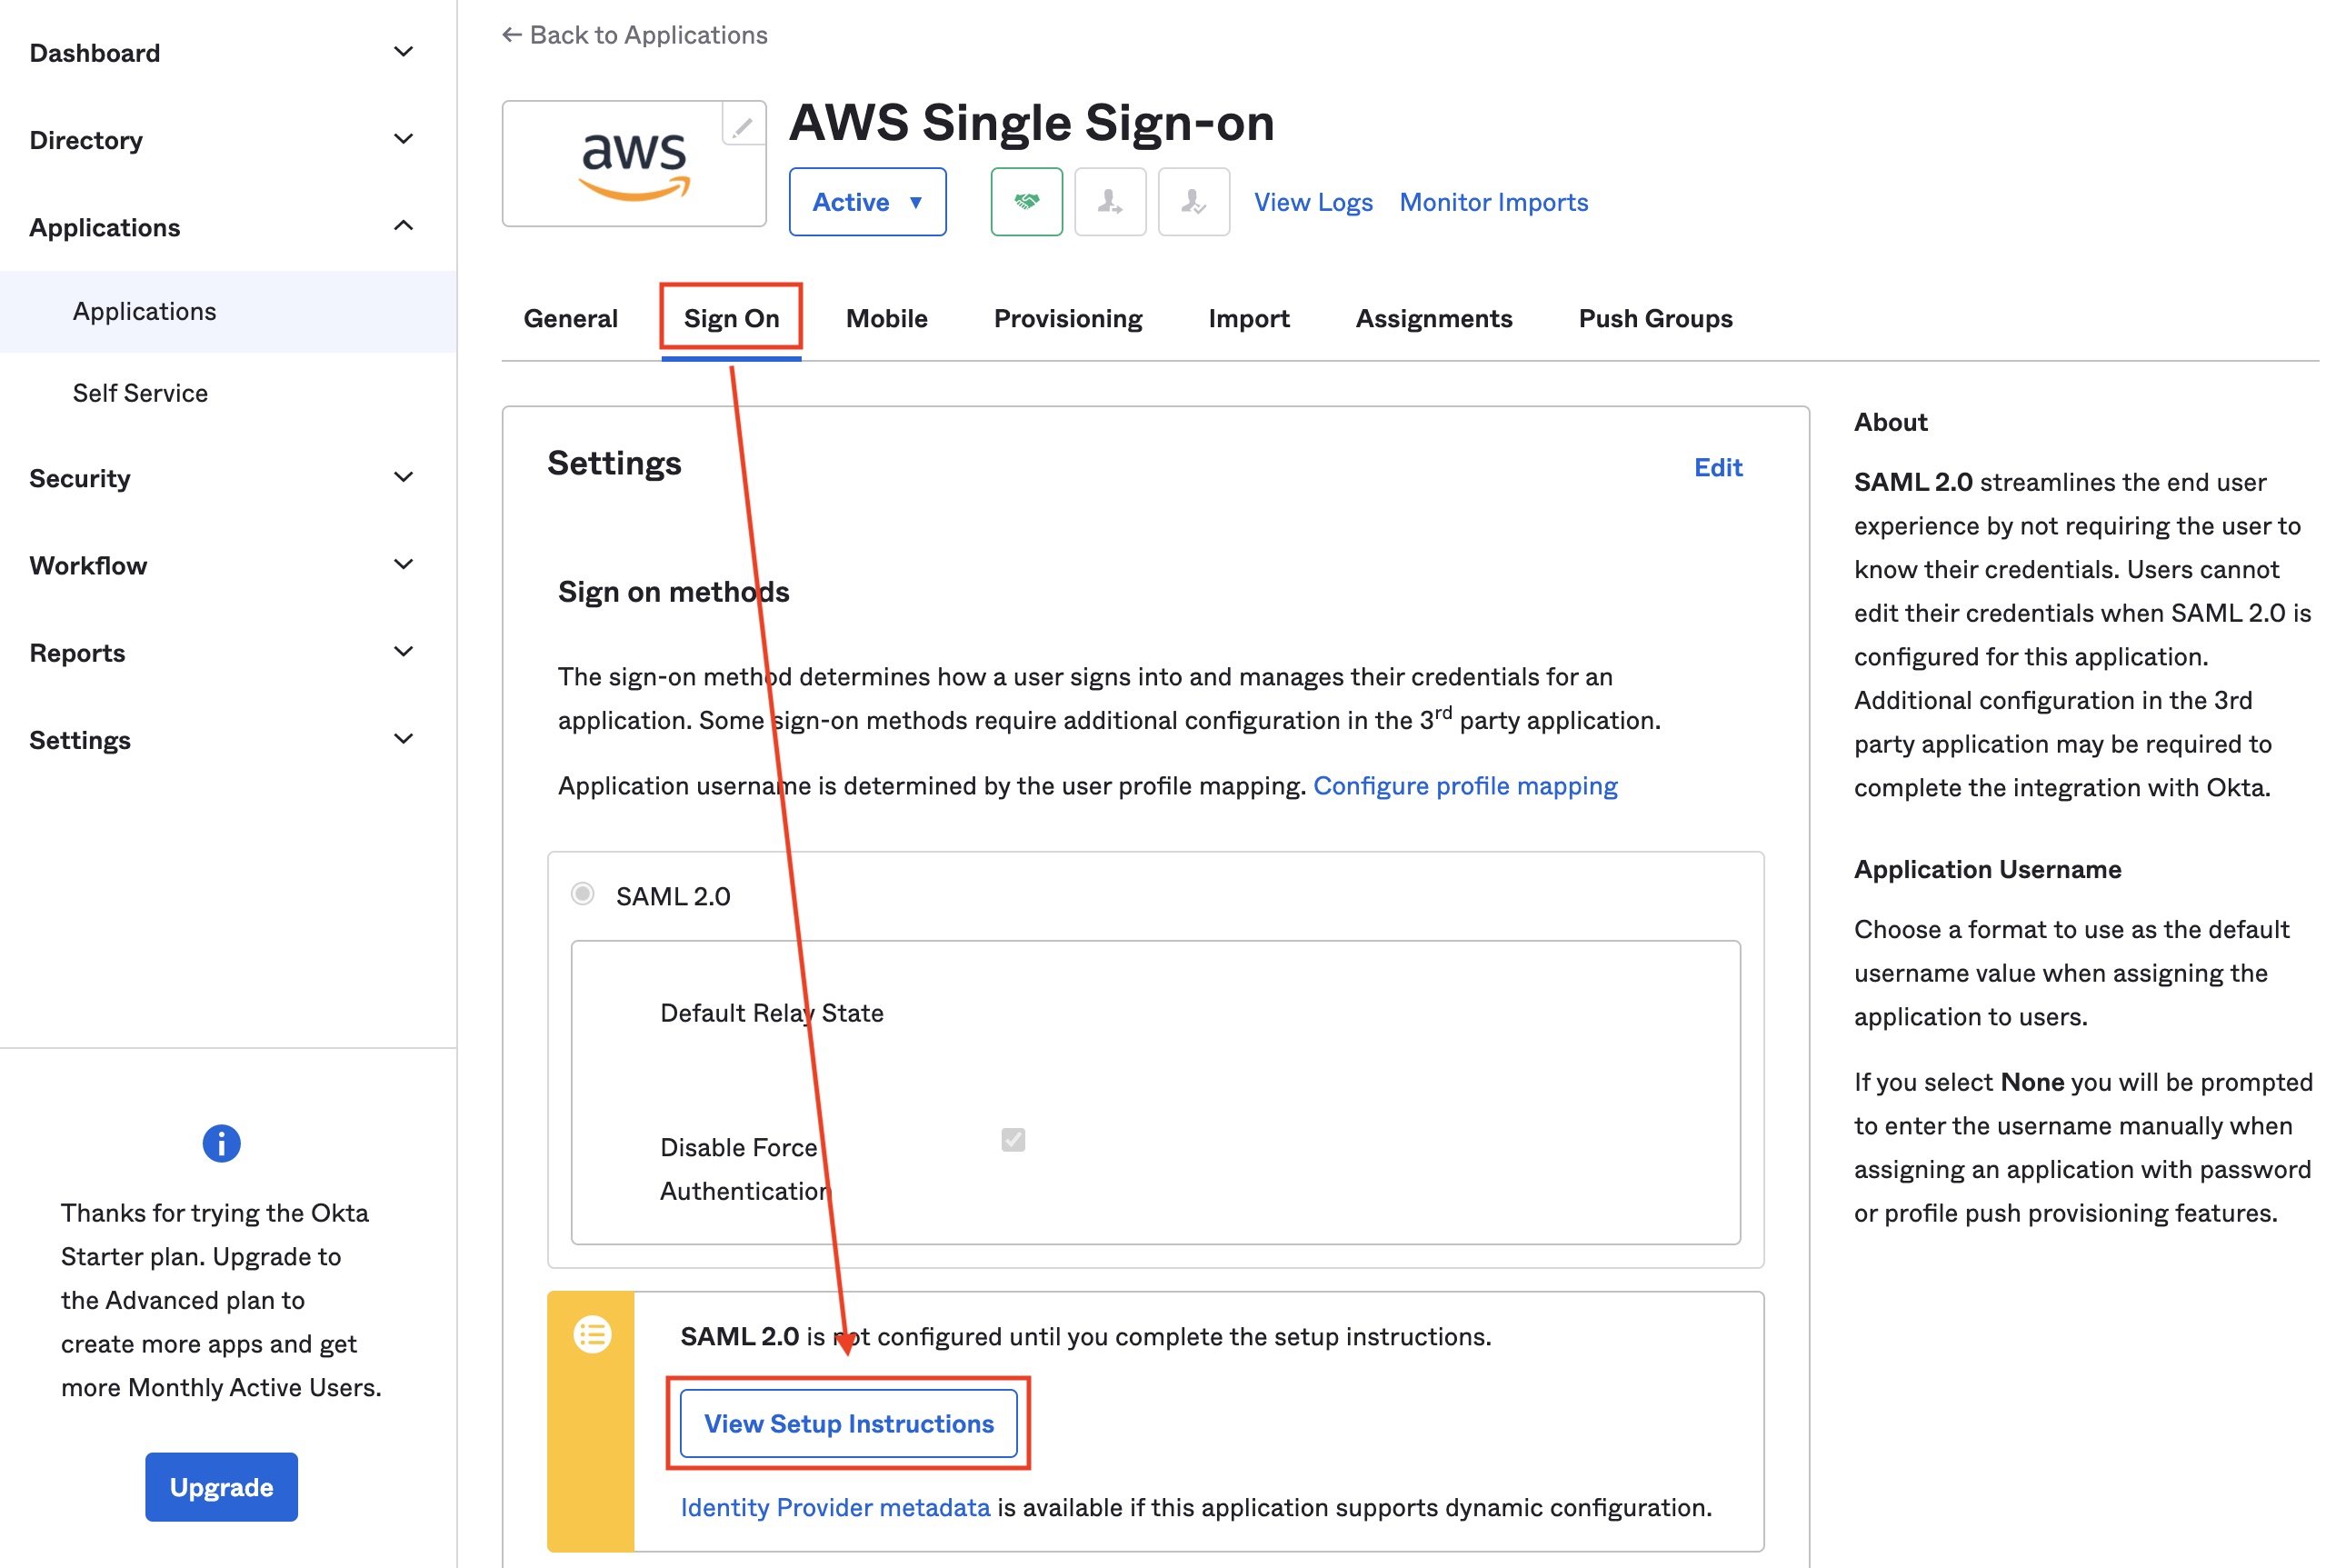 Dashboard
Directory
Applications
Applications
Self Service
Security
Workflow
Reports
Settings
Thanks for trying the Okta
Starter plan. Upgrade to
the Advanced plan to
create more apps and get
more Monthly Active Users.
Upgrade
← Back to Applications
aws
AWS Single Sign-on
Active ▼
View Logs
Monitor Imports
General
Sign On
Mobile
Provisioning
Import
Assignments
Push Groups
Settings
Edit
Sign on methods
The sign-on method determines how a user signs into and manages their credentials for an
application. Some sign-on methods require additional configuration in the 3rd party application.
Application username is determined by the user profile mapping. Configure profile mapping
SAML 2.0
Default Relay State
Disable Force
Authentication
SAML 2.0 is not configured until you complete the setup instructions.
View Setup Instructions
Identity Provider metadata is available if this application supports dynamic configuration.
About
SAML 2.0 streamlines the end user
experience by not requiring the user to
know their credentials. Users cannot
edit their credentials when SAML 2.0 is
configured for this application.
Additional configuration in the 3rd
party application may be required to
complete the integration with Okta.
Application Username
Choose a format to use as the default
username value when assigning the
application to users.
If you select None you will be prompted
to enter the username manually when
assigning an application with password
or profile push provisioning features.